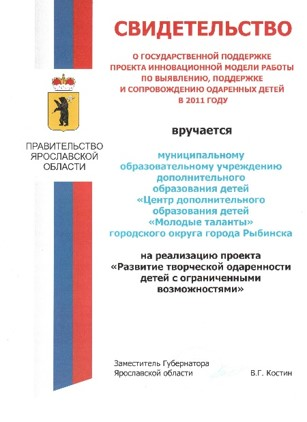 СВИДЕТЕЛЬСТВО
О ГОСУДАРСТВЕННОЙ ПОДДЕРЖКЕ
ПРОЕКТА ИННОВАЦИОННОЙ МОДЕЛИ РАБОТЫ
ПО ВЫЯВЛЕНИЮ, ПОДДЕРЖКЕ
И СОПРОВОЖДЕНИЮ ОДАРЕННЫХ ДЕТЕЙ
В 2011 ГОДУ
ПРАВИТЕЛЬСТВО
ЯРОСЛАВСКОЙ
ОБЛАСТИ
вручается
муниципальному
образовательному учреждению
дополнительного
образования детей
«Центр дополнительного
образования детей
«Молодые таланты»
городского округа города Рыбинска
на реализацию проекта
«Развитие творческой одаренности
детей с ограниченными
возможностями»
Заместитель Губернатора
Ярославской области В.Г. Костин